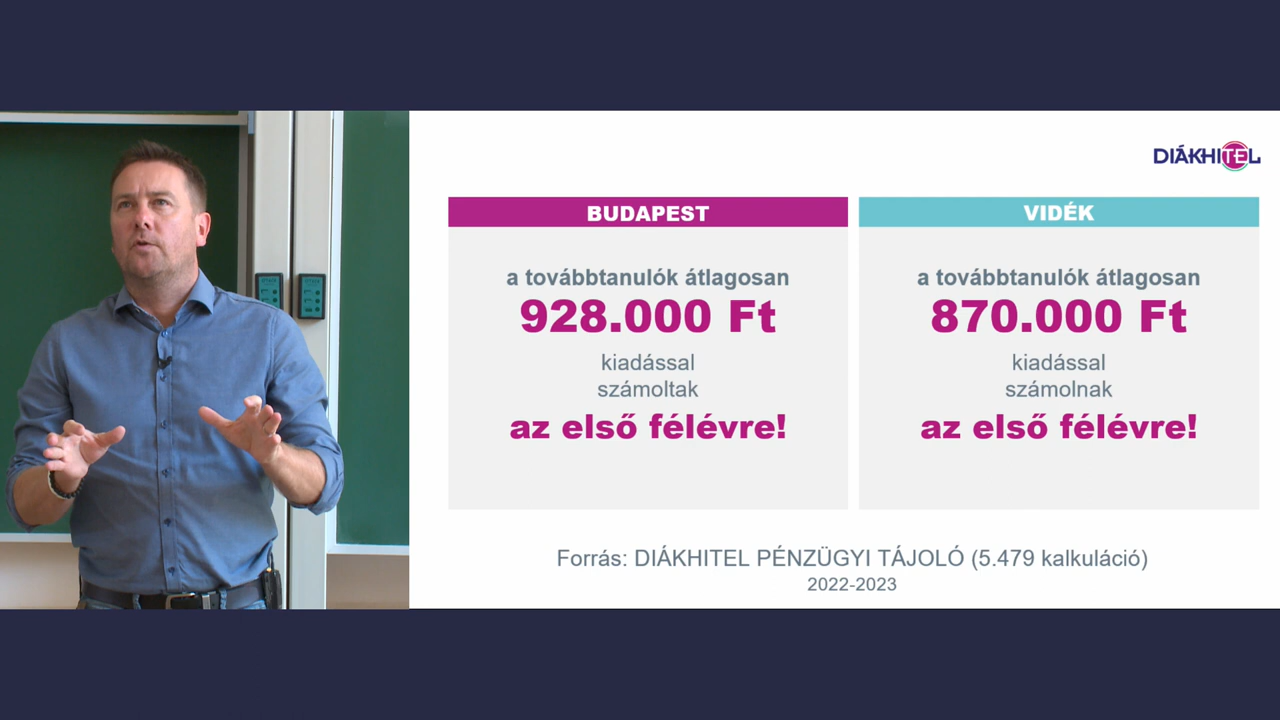 DIÁKHITEL
BUDAPEST
a továbbtanulók átlagosan
928.000 Ft
kiadással
számoltak
az első félévre!
VIDÉK
a továbbtanulók átlagosan
870.000 Ft
kiadással
számolnak
az első félévre!
Forrás: DIÁKHITEL PÉNZÜGYI TÁJOLÓ (5.479 kalkuláció)
2022-2023